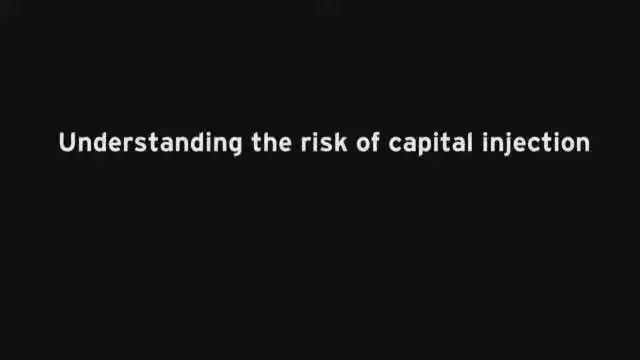 Understanding the risk of capital injection